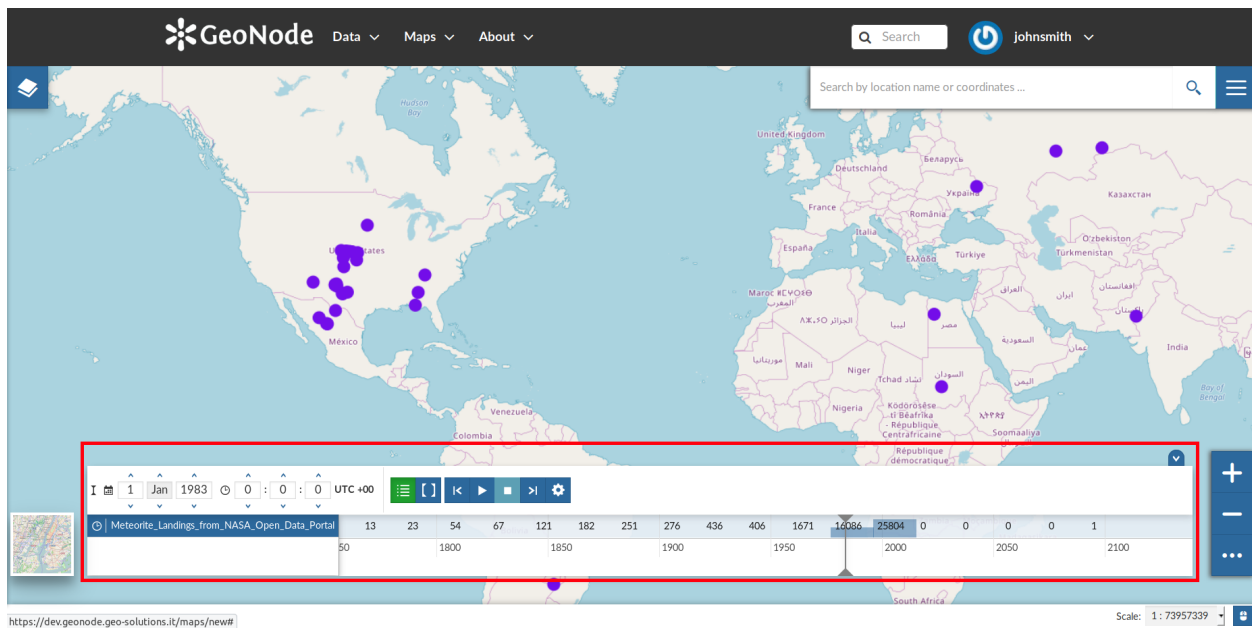 GeoNode Data Maps About Search johnsmith
Search by location name or coordinates ...
Hudson
Bay
United Kingdom
Deutschland
Беларусь
Україна
Казахстан
France
România
United States
Italia
O'zbekiston
España
Ελλάδα
Türkiye
Türkmenistan
افغانستان
Maroc ⵍⵎⵖⵔⵉⴱ
المغرب
العراق
ایران
الجزائر
ليبيا
مصر
México
السعودية
عمان
India
موريتانيا
Mali
Niger
Tchad تشاد
السودان
اليمن
Bay of
Bengal
Venezuela
Nigeria
Ködörösêse
tî Bêafrîka
- République
Centrafricaine
Soomaaliya
Colombia
République
démocratique
1 Jan 1983 0 : 0 : 0 UTC +00
Meteorite_Landings_from_NASA_Open_Data_Portal 13 23 54 67 121 182 251 276 436 406 1671 16086 25804 0 0 0 0 1
50 1800 1850 1900 1950 2000 2050 2100
South Africa
https://dev.geonode.geo-solutions.it/maps/new#
Scale: 1 : 73957339